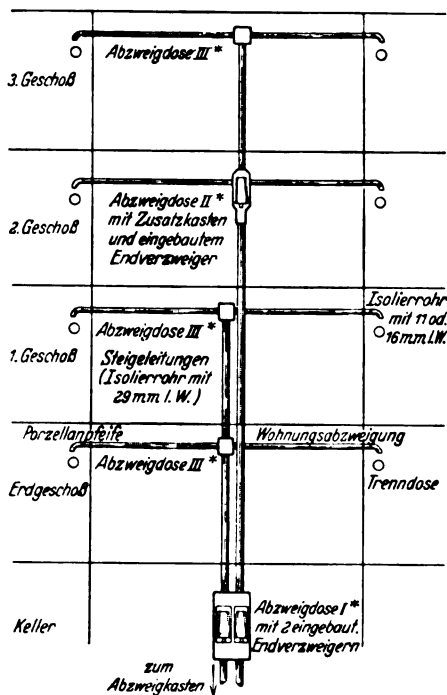 Abzweigdose III *
3. Geschoß
Abzweigdose II *
mit Zusatzkasten
und eingebautem
Endverzweiger
2. Geschoß
Isolierrohr
mit 11 od.
16 mm l.W.
Abzweigdose III *
1. Geschoß
Steigeleitungen
(Isolierrohr mit
29 mm l. W.)
Porzellanpfeife
Wohnungsabzweigung
Abzweigdose III *
Erdgeschoß
Trenndose
Abzweigdose I *
mit 2 eingebaut.
Endverzweigern
Keller
zum
Abzweigkasten